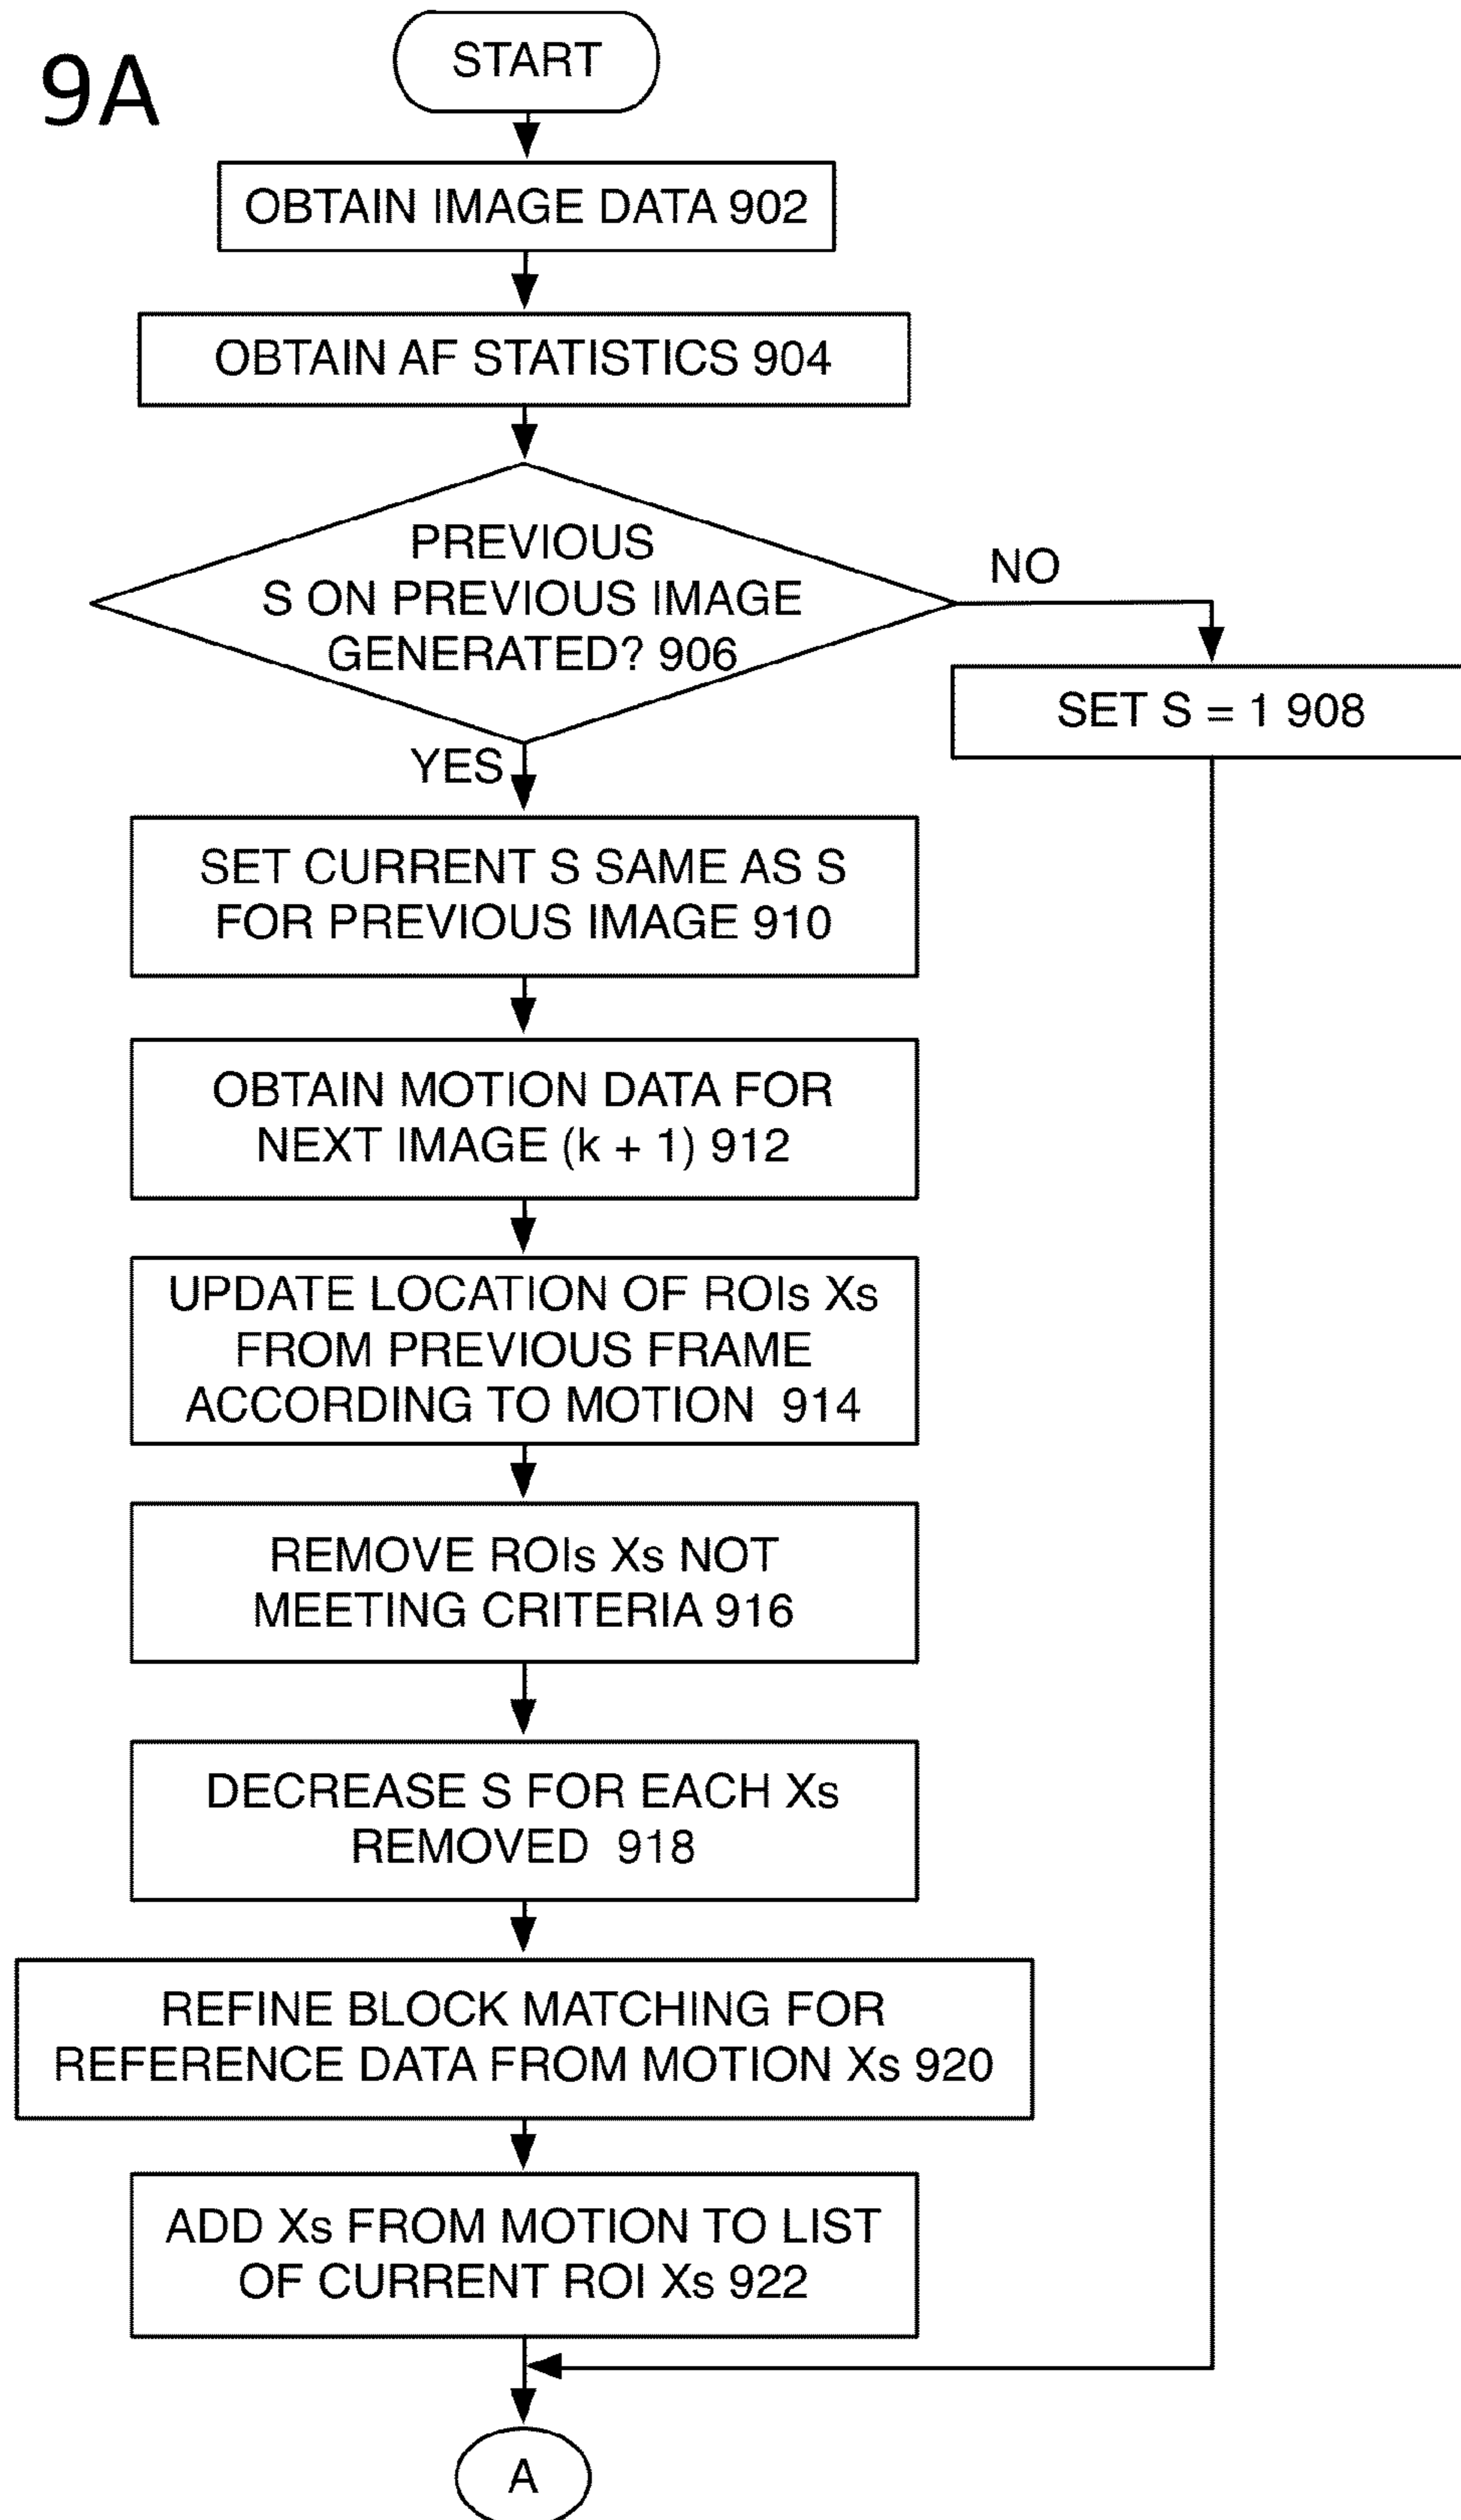 9A
START
OBTAIN IMAGE DATA 902
OBTAIN AF STATISTICS 904
PREVIOUS
S ON PREVIOUS IMAGE
GENERATED? 906
NO
SET S = 1 908
YES
SET CURRENT S SAME AS S
FOR PREVIOUS IMAGE 910
OBTAIN MOTION DATA FOR
NEXT IMAGE (k + 1) 912
UPDATE LOCATION OF ROIs Xs
FROM PREVIOUS FRAME
ACCORDING TO MOTION 914
REMOVE ROIs Xs NOT
MEETING CRITERIA 916
DECREASE S FOR EACH Xs
REMOVED 918
REFINE BLOCK MATCHING FOR
REFERENCE DATA FROM MOTION Xs 920
ADD Xs FROM MOTION TO LIST
OF CURRENT ROI Xs 922
A